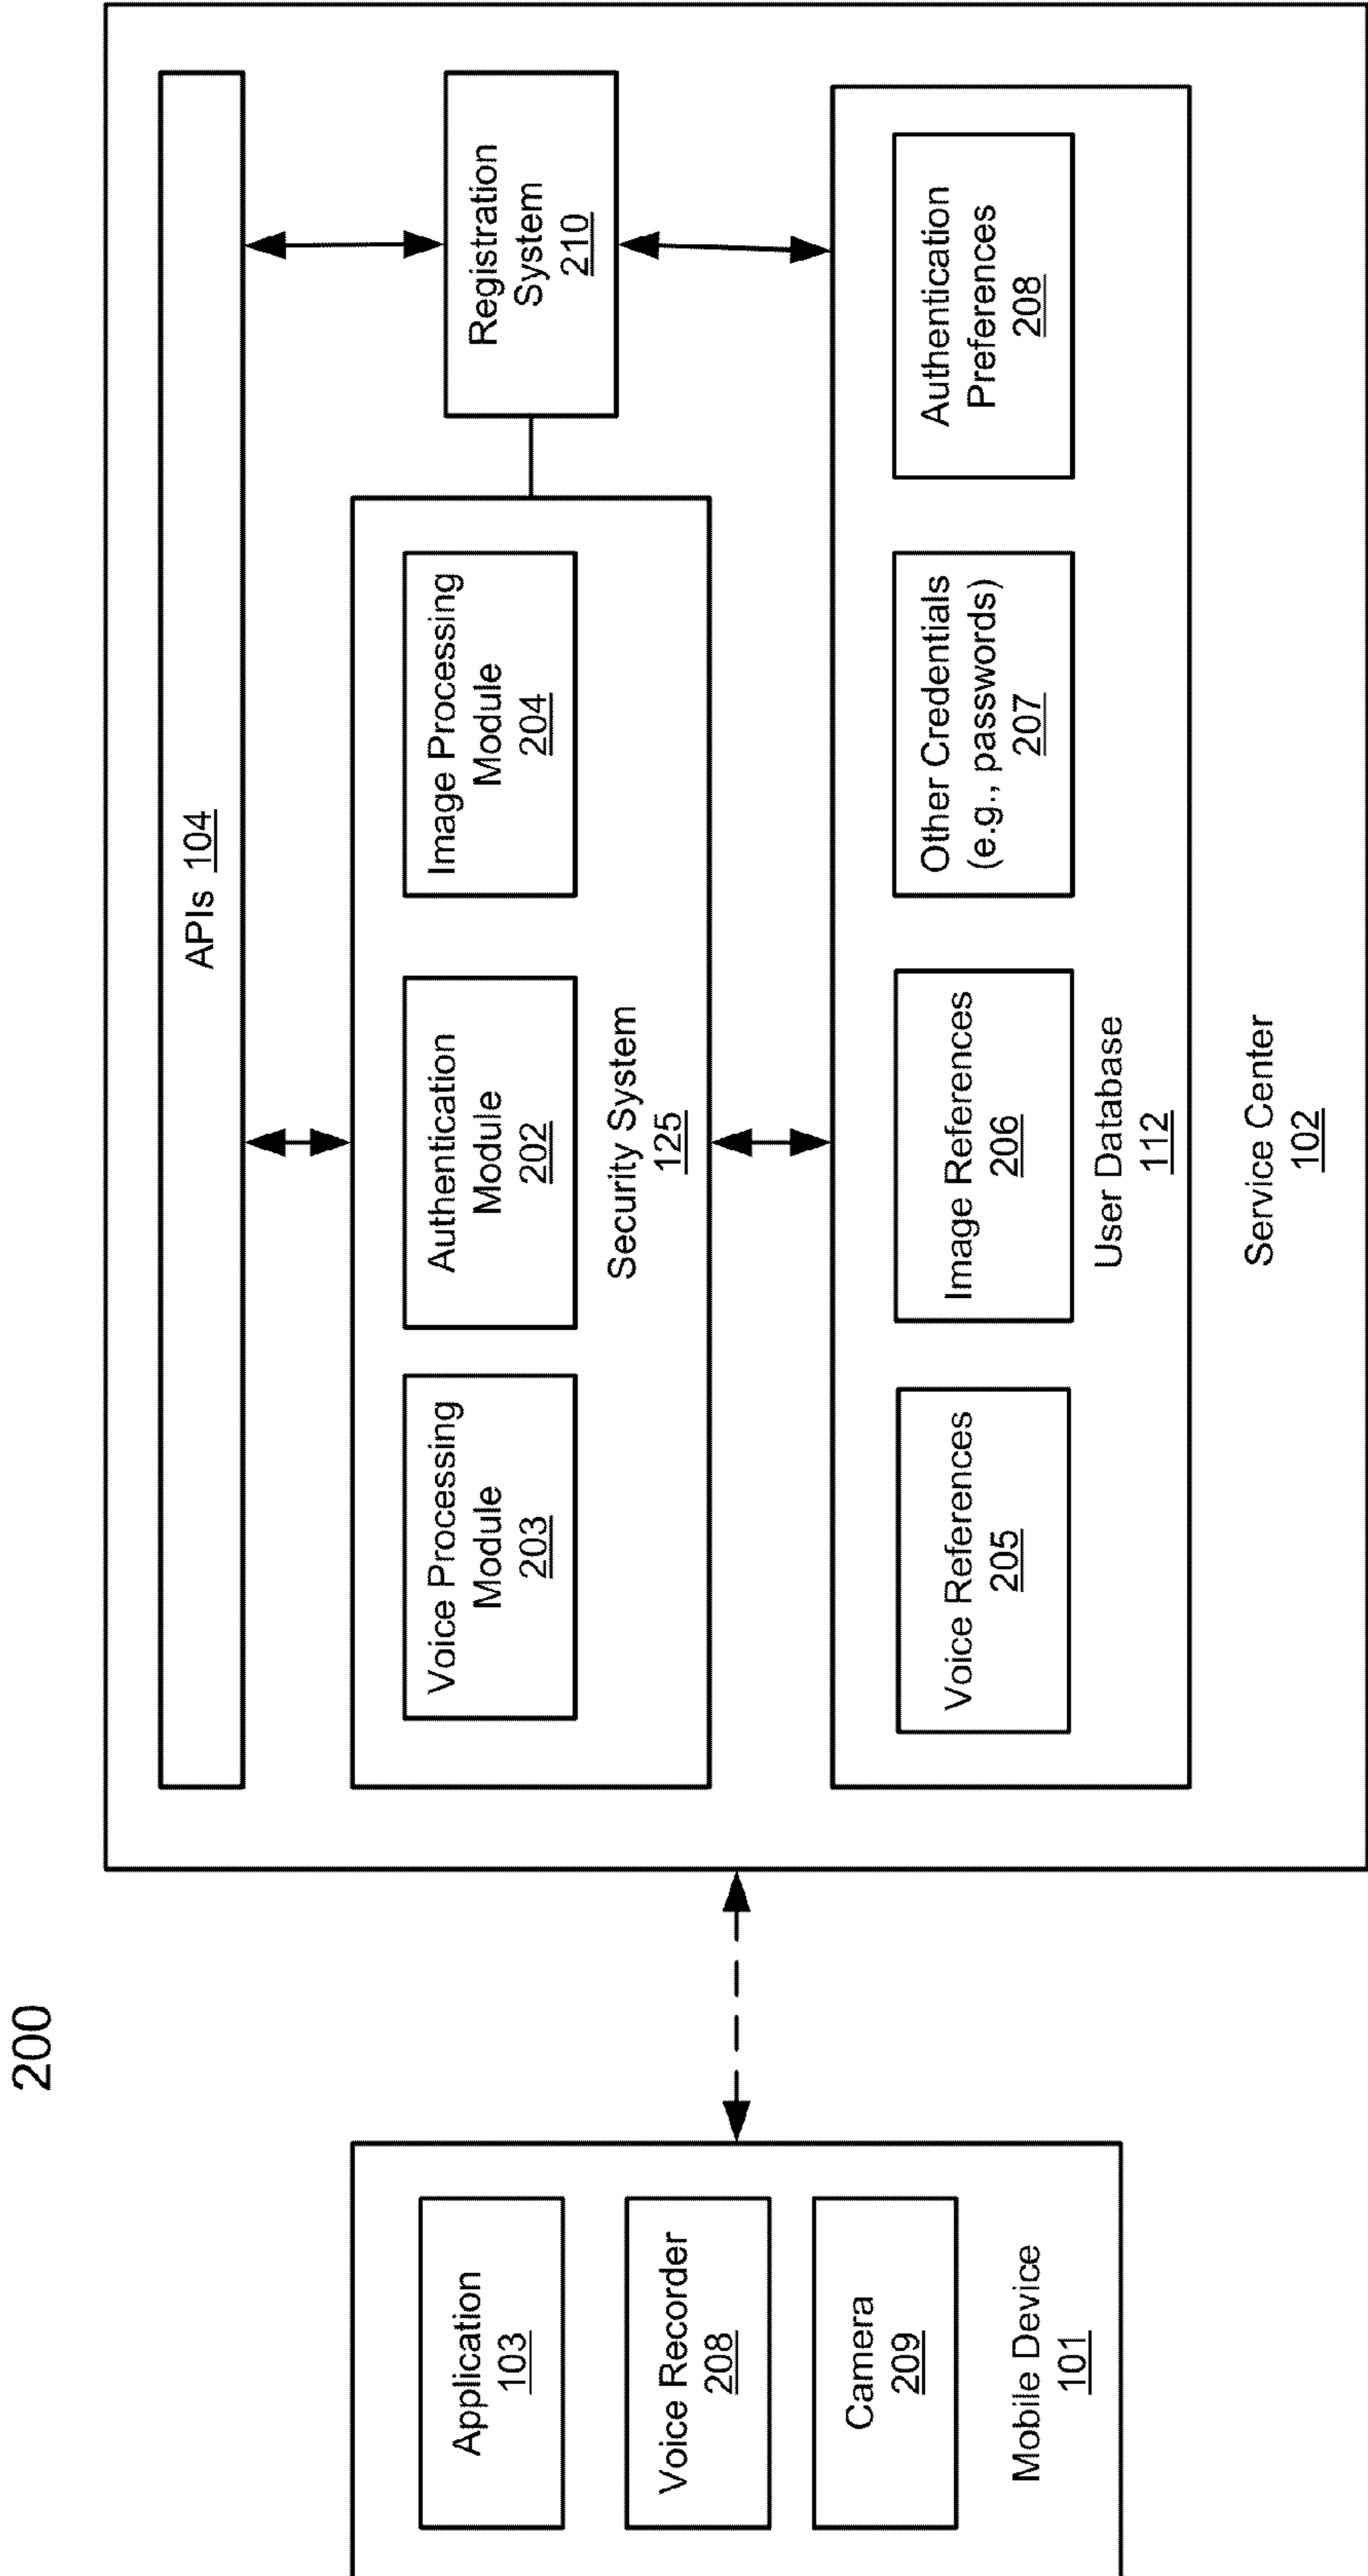 200
Application
103
Voice Recorder
208
Camera
209
Mobile Device
101
APIs 104
Voice Processing
Module
203
Authentication
Module
202
Image Processing
Module
204
Security System
125
Registration
System
210
Voice References
205
Image References
206
Other Credentials
(e.g., passwords)
207
Authentication
Preferences
208
User Database
112
Service Center
102